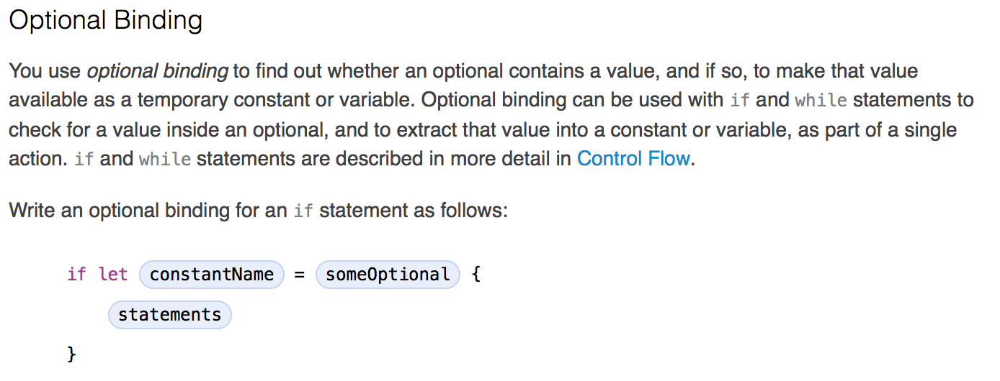 Optional Binding
You use optional binding to find out whether an optional contains a value, and if so, to make that value
available as a temporary constant or variable. Optional binding can be used with if and while statements to
check for a value inside an optional, and to extract that value into a constant or variable, as part of a single
action. if and while statements are described in more detail in Control Flow.
Write an optional binding for an if statement as follows:
if let constantName = someOptional {
statements
}